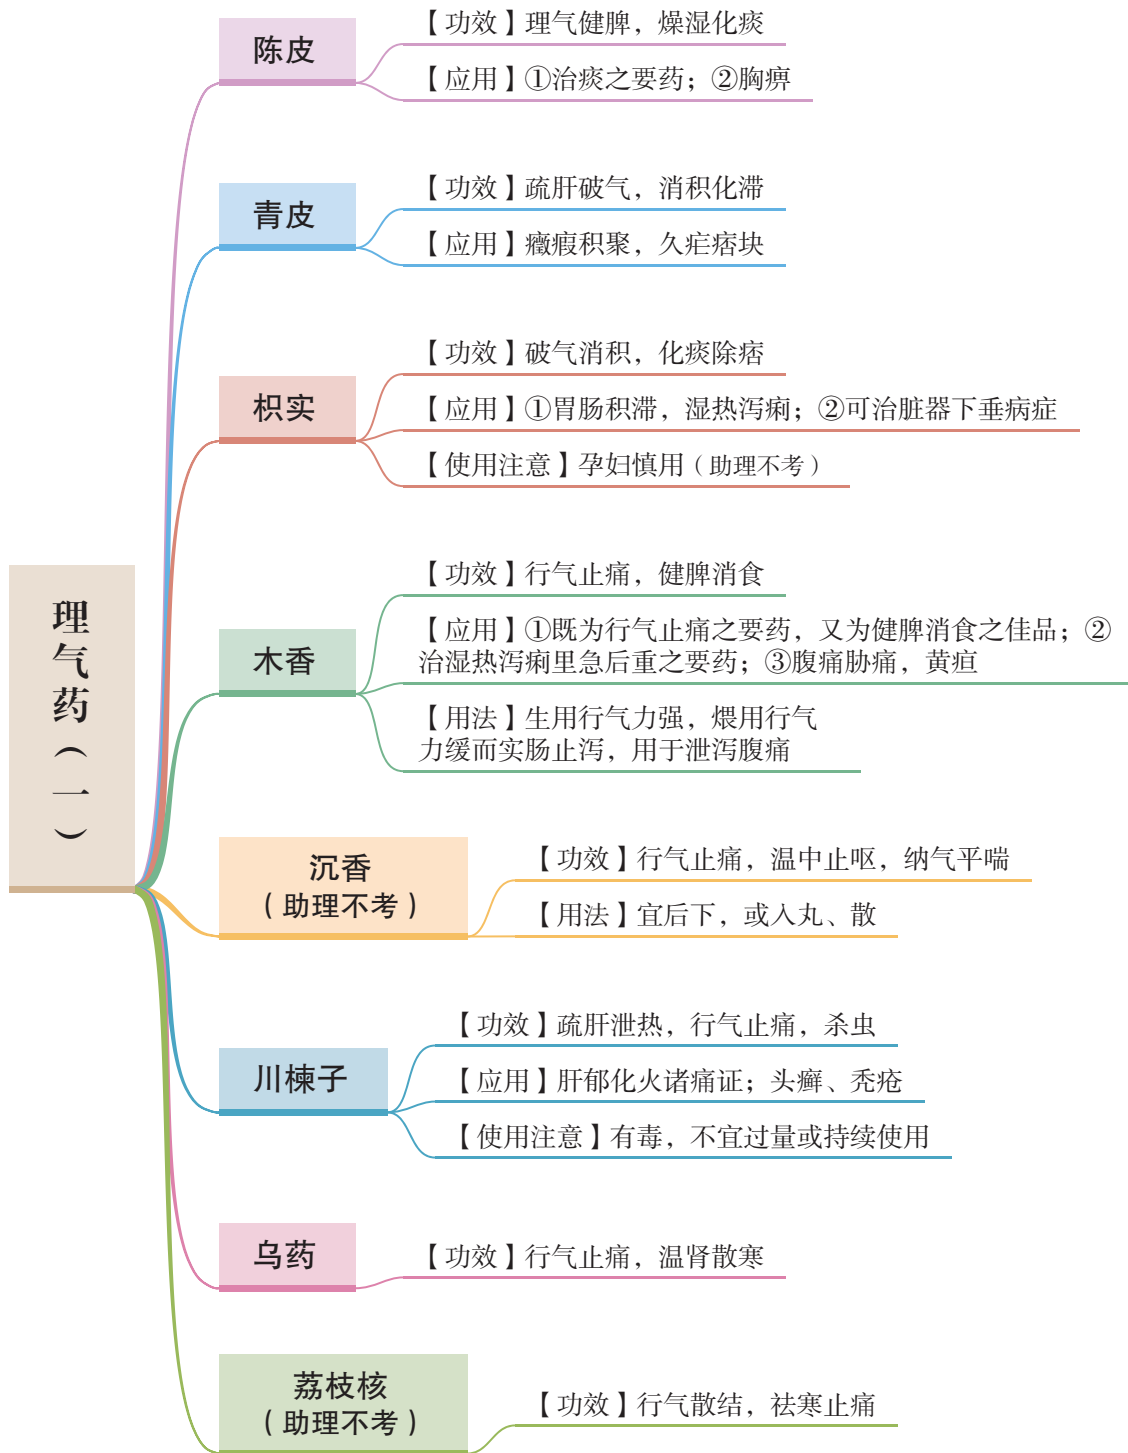 理气药（一）
陈皮
【功效】理气健脾，燥湿化痰
【应用】①治痰之要药；②胸痹
青皮
【功效】疏肝破气，消积化滞
【应用】癥瘕积聚，久疟痞块
枳实
【功效】破气消积，化痰除痞
【应用】①胃肠积滞，湿热泻痢；②可治脏器下垂病症
【使用注意】孕妇慎用（助理不考）
木香
【功效】行气止痛，健脾消食
【应用】①既为行气止痛之要药，又为健脾消食之佳品；②
治湿热泻痢里急后重之要药；③腹痛胁痛，黄疸
【用法】生用行气力强，煨用行气
力缓而实肠止泻，用于泄泻腹痛
沉香
（助理不考）
【功效】行气止痛，温中止呕，纳气平喘
【用法】宜后下，或入丸、散
川楝子
【功效】疏肝泄热，行气止痛，杀虫
【应用】肝郁化火诸痛证；头癣、秃疮
【使用注意】有毒，不宜过量或持续使用
乌药
【功效】行气止痛，温肾散寒
荔枝核
（助理不考）
【功效】行气散结，祛寒止痛